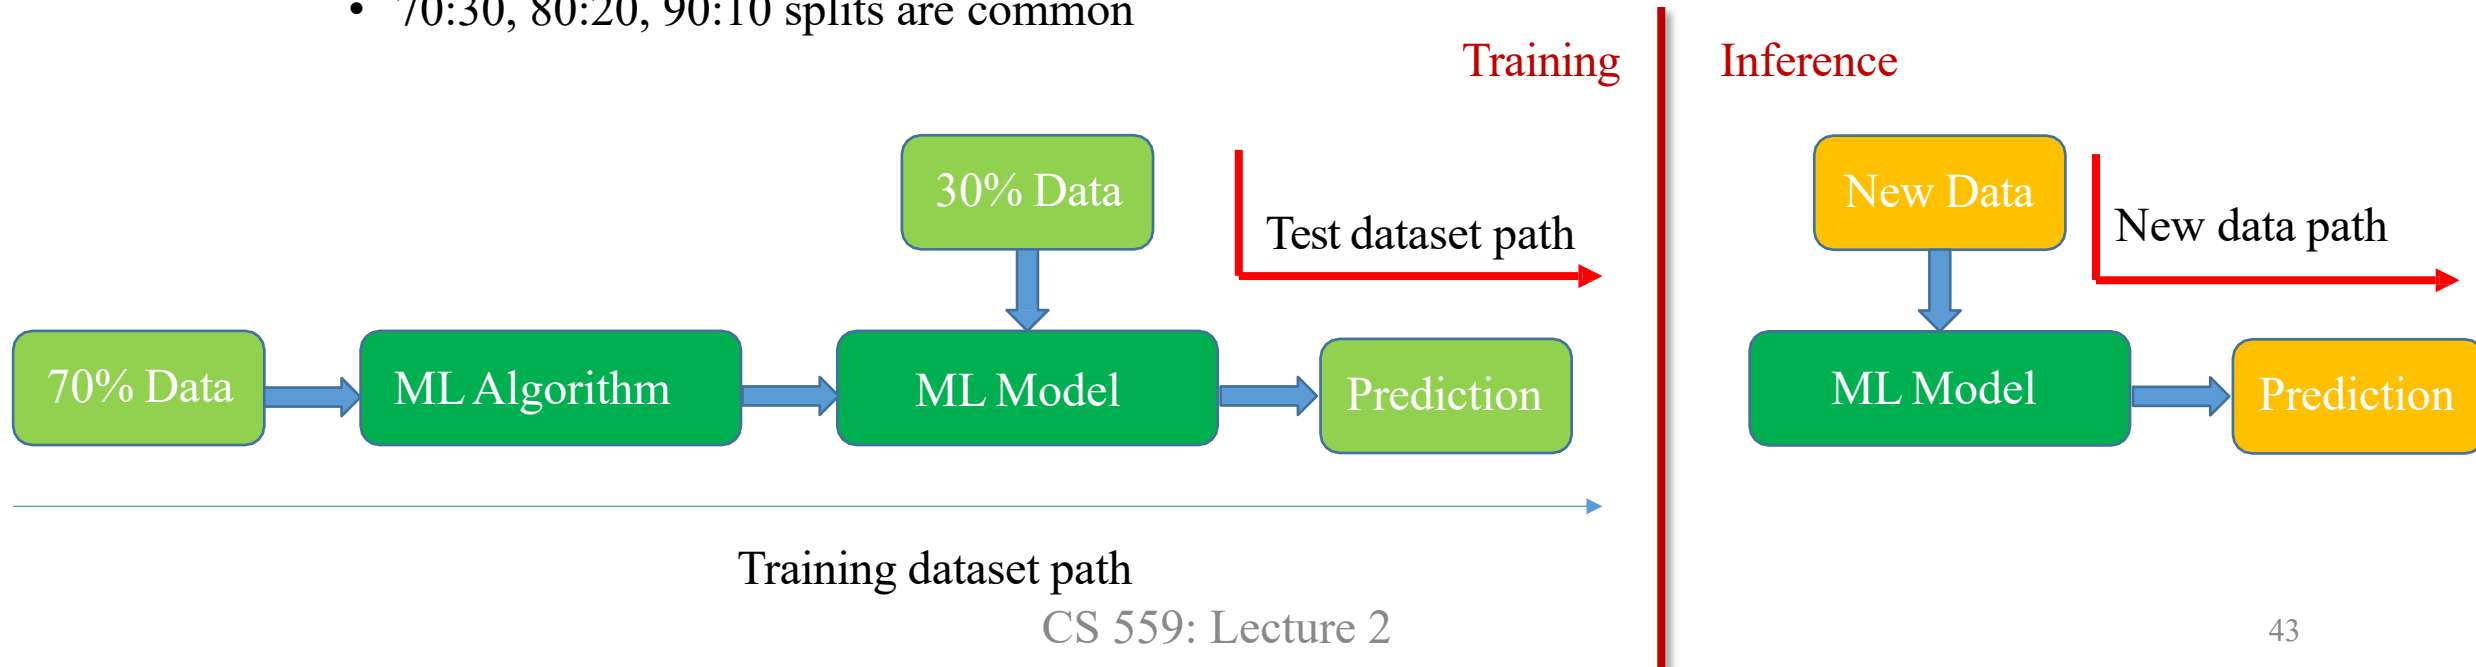 • 70:30, 80:20, 90:10 splits are common
Training
Inference
30% Data
Test dataset path
New Data
New data path
70% Data
ML Algorithm
ML Model
Prediction
ML Model
Prediction
Training dataset path
CS 559: Lecture 2
43